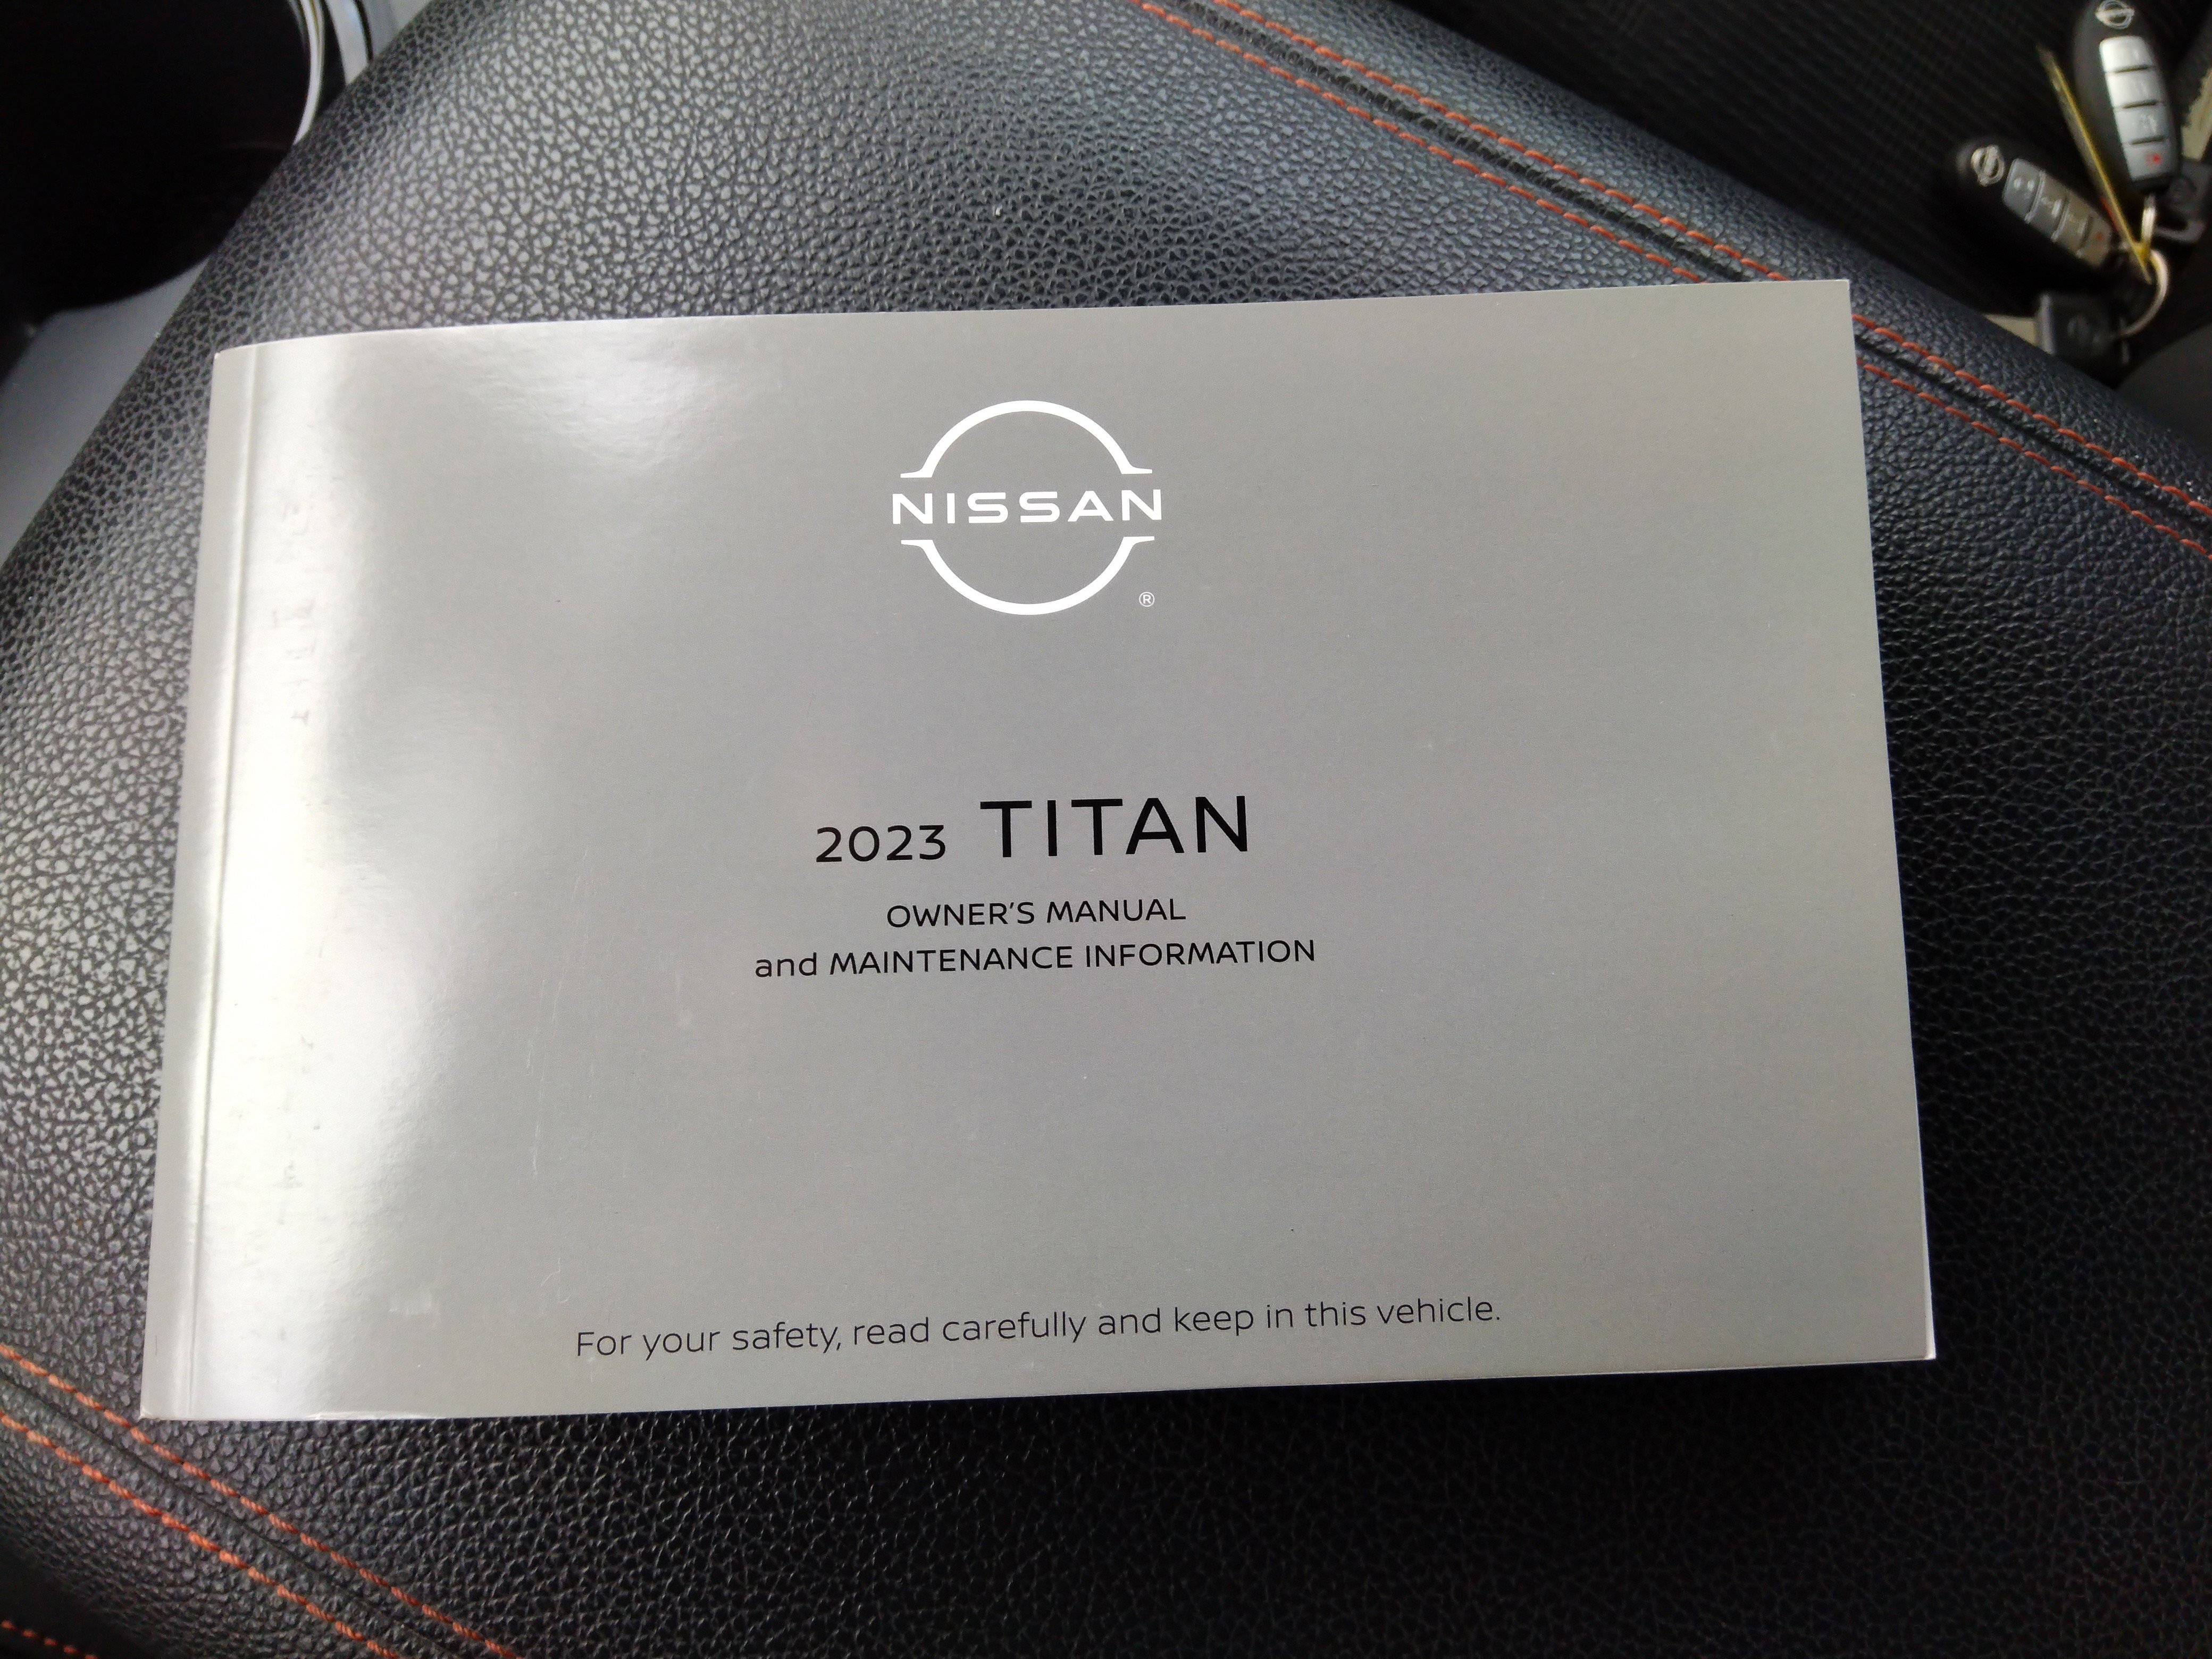 NISSAN
®
2023 TITAN
OWNER'S MANUAL
and MAINTENANCE INFORMATION
For your safety, read carefully and keep in this vehicle.